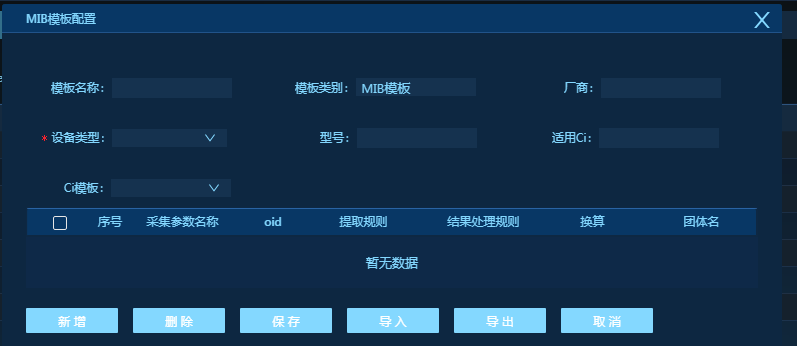 MIB模板配置 X
模板名称: 模板类别: MIB模板 厂商:
* 设备类型: 型号: 适用Ci:
Ci模板:
序号 采集参数名称 oid 提取规则 结果处理规则 换算 团体名
暂无数据
新增 删除 保存 导入 导出 取消